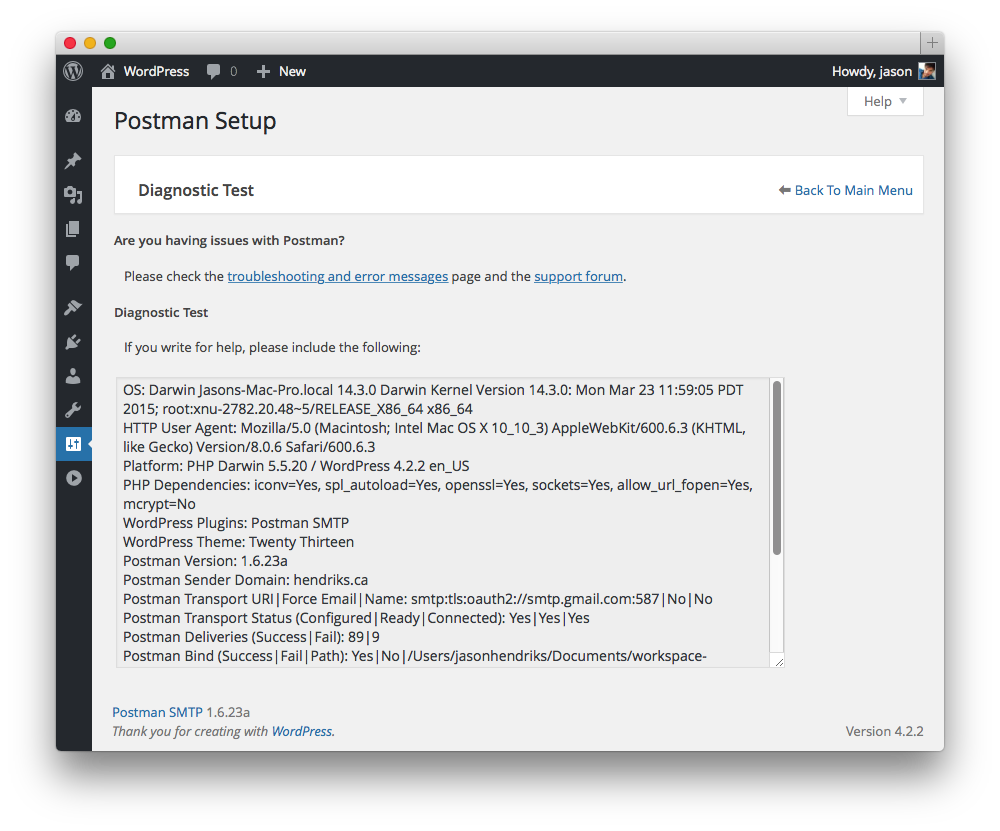 WordPress 0 New Howdy, jason
Help
Postman Setup
Diagnostic Test
Back To Main Menu
Are you having issues with Postman?
Please check the troubleshooting and error messages page and the support forum.
Diagnostic Test
If you write for help, please include the following:
OS: Darwin Jasons-Mac-Pro.local 14.3.0 Darwin Kernel Version 14.3.0: Mon Mar 23 11:59:05 PDT
2015; root:xnu-2782.20.48~5/RELEASE_X86_64 x86_64
HTTP User Agent: Mozilla/5.0 (Macintosh; Intel Mac OS X 10_10_3) AppleWebKit/600.6.3 (KHTML,
like Gecko) Version/8.0.6 Safari/600.6.3
Platform: PHP Darwin 5.5.20 / WordPress 4.2.2 en_US
PHP Dependencies: iconv=Yes, spl_autoload=Yes, openssl=Yes, sockets=Yes, allow_url_fopen=Yes,
mcrypt=No
WordPress Plugins: Postman SMTP
WordPress Theme: Twenty Thirteen
Postman Version: 1.6.23a
Postman Sender Domain: hendriks.ca
Postman Transport URI|Force Email|Name: smtp:tls:oauth2://smtp.gmail.com:587|No|No
Postman Transport Status (Configured|Ready|Connected): Yes|Yes|Yes
Postman Deliveries (Success|Fail): 89|9
Postman Bind (Success|Fail|Path): Yes|No|/Users/jasonhendriks/Documents/workspace-
Postman SMTP 1.6.23a
Thank you for creating with WordPress.
Version 4.2.2